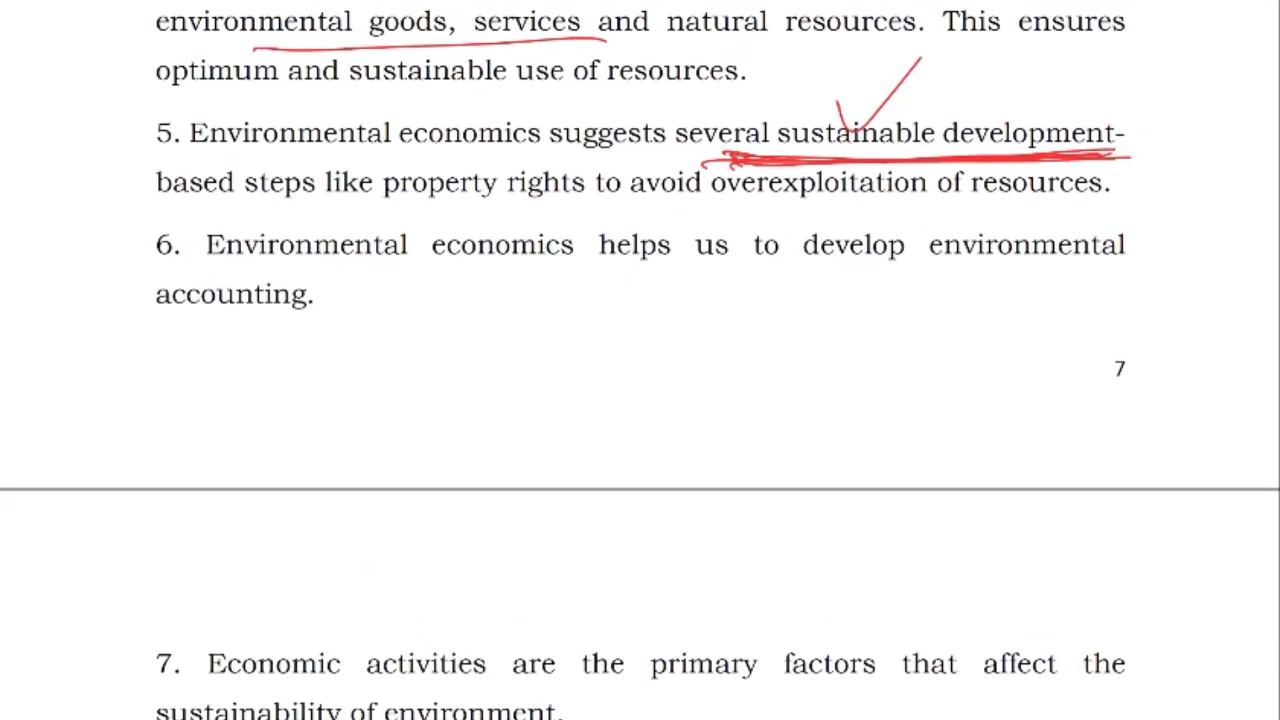 environmental goods, services and natural resources. This ensures
optimum and sustainable use of resources.
5. Environmental economics suggests several sustainable development-
based steps like property rights to avoid overexploitation of resources.
6. Environmental economics helps us to develop environmental
accounting.
7
7. Economic activities are the primary factors that affect the
sustainability of environment.